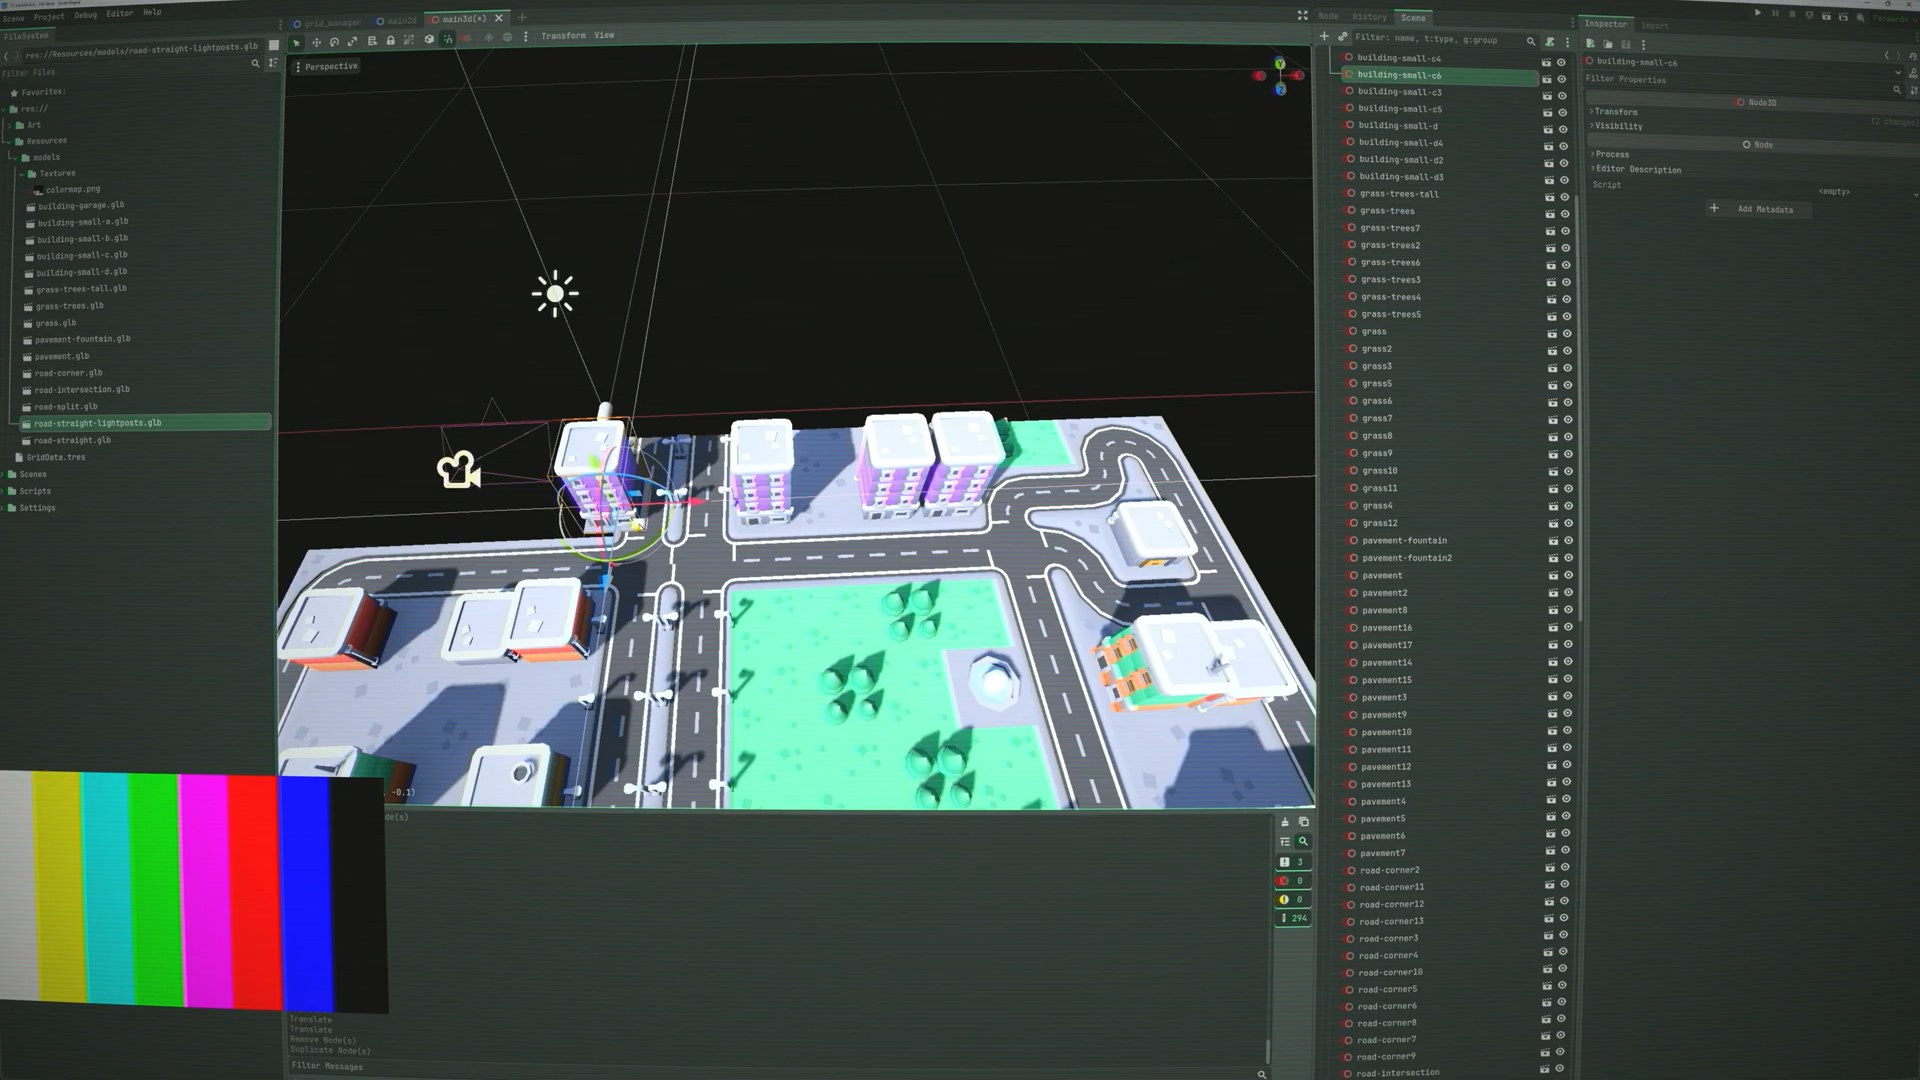 Scene Project Debug Editor Help
FileSystem
res://Resources/models/road-straight-lightposts.glb
Filter Files
Favorites:
res://
Art
Resources
models
Textures
colormap.png
building-garage.glb
building-small-a.glb
building-small-b.glb
building-small-c.glb
building-small-d.glb
grass-trees-tall.glb
grass-trees.glb
grass.glb
pavement-fountain.glb
pavement.glb
road-corner.glb
road-intersection.glb
road-split.glb
road-straight-lightposts.glb
road-straight.glb
GridData.tres
Scenes
Scripts
Settings
grid_manager main2d main3d(*)
Transform View
Perspective
Y
Z
-0.1)
de(s)
Translate
Translate
Remove Node(s)
Duplicate Node(s)
Filter Messages
3
0
0
294
Node History Scene
Filter: name, t:type, g:group
building-small-c4
building-small-c6
building-small-c3
building-small-c5
building-small-d
building-small-d4
building-small-d2
building-small-d3
grass-trees-tall
grass-trees
grass-trees7
grass-trees2
grass-trees6
grass-trees3
grass-trees4
grass-trees5
grass
grass2
grass3
grass5
grass6
grass7
grass8
grass9
grass10
grass11
grass4
grass12
pavement-fountain
pavement-fountain2
pavement
pavement2
pavement8
pavement16
pavement17
pavement14
pavement15
pavement3
pavement9
pavement10
pavement11
pavement12
pavement13
pavement4
pavement5
pavement6
pavement7
road-corner2
road-corner11
road-corner12
road-corner13
road-corner3
road-corner4
road-corner10
road-corner5
road-corner6
road-corner8
road-corner7
road-corner9
road-intersection
Forward+
Inspector Import
building-small-c6
Filter Properties
Node3D
Transform
(2 changes)
Visibility
Node
Process
Editor Description
Script <empty>
Add Metadata